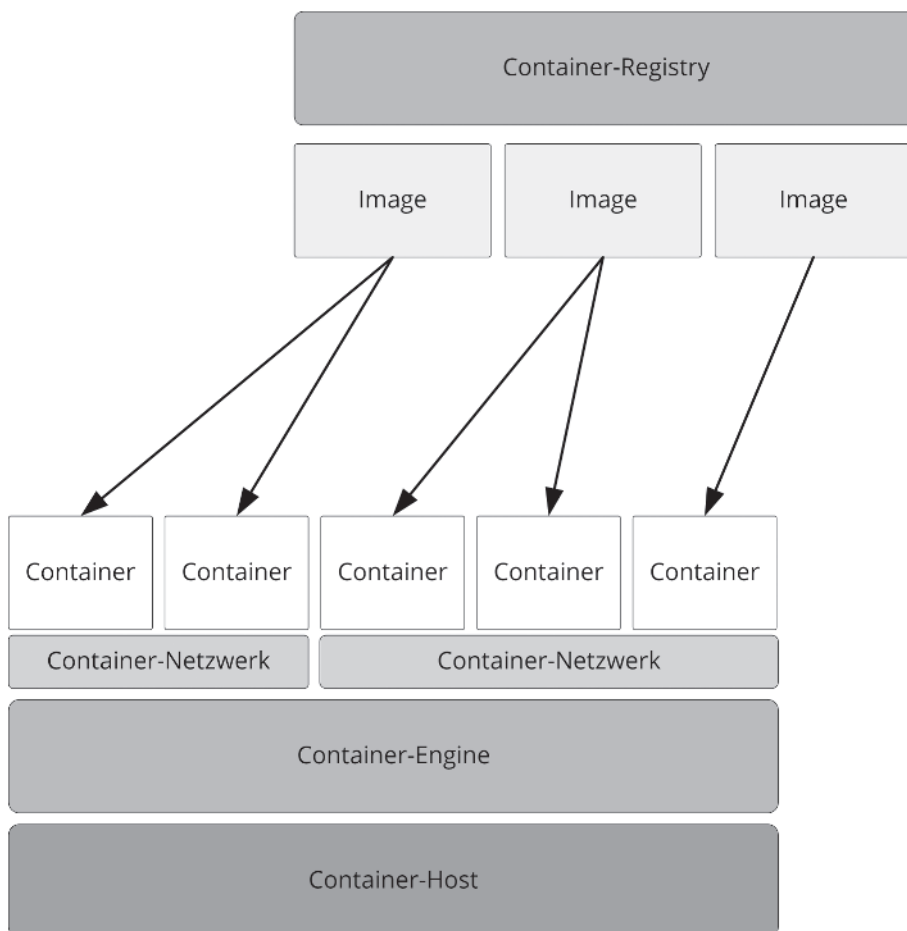 Container-Registry
Image
Image
Image
Container
Container
Container
Container
Container
Container-Netzwerk
Container-Netzwerk
Container-Engine
Container-Host